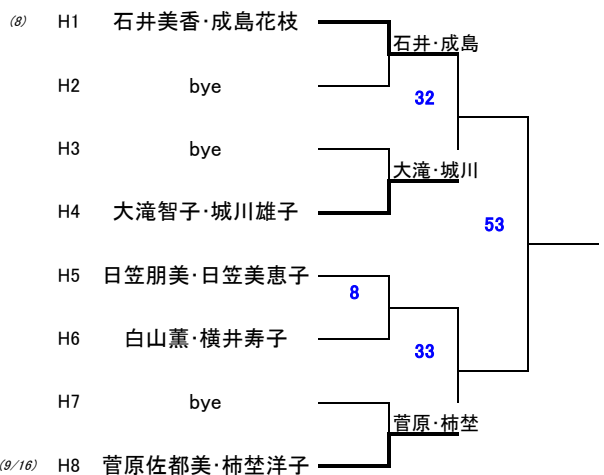 (8) H1 石井美香・成島花枝
石井・成島
H2 bye
32
H3 bye
大滝・城川
H4 大滝智子・城川雄子
53
H5 日笠朋美・日笠美恵子
8
H6 白山薫・横井寿子
33
H7 bye
菅原・柿埜
(9/16) H8 菅原佐都美・柿埜洋子